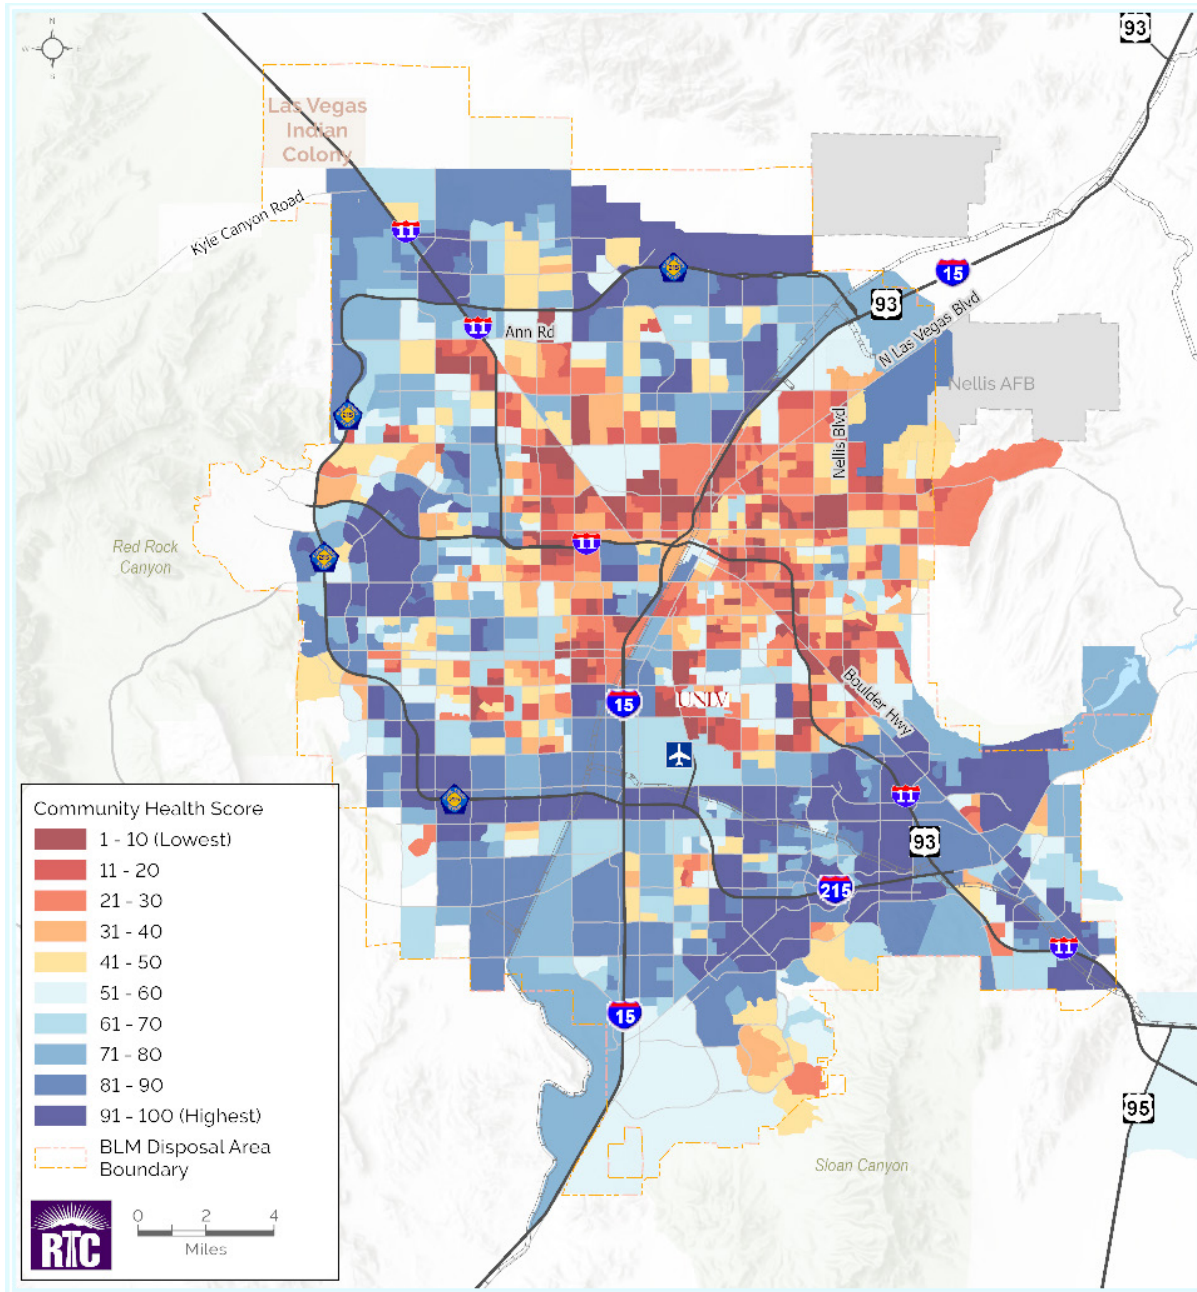 N
W
E
N
93
Las Vegas
Indian
Colony
Kyle Canyon Road
11
15
93
N Las Vegas Blvd
11
Ann Rd
Nellis AFB
Nellis Blvd
Red Rock
Canyon
11
Boulder Hwy
15
UNLV
11
93
215
11
15
95
Sloan Canyon
Community Health Score
1 - 10 (Lowest)
11 - 20
21 - 30
31 - 40
41 - 50
51 - 60
61 - 70
71 - 80
81 - 90
91 - 100 (Highest)
BLM Disposal Area
Boundary
RTC
0 2 4
Miles